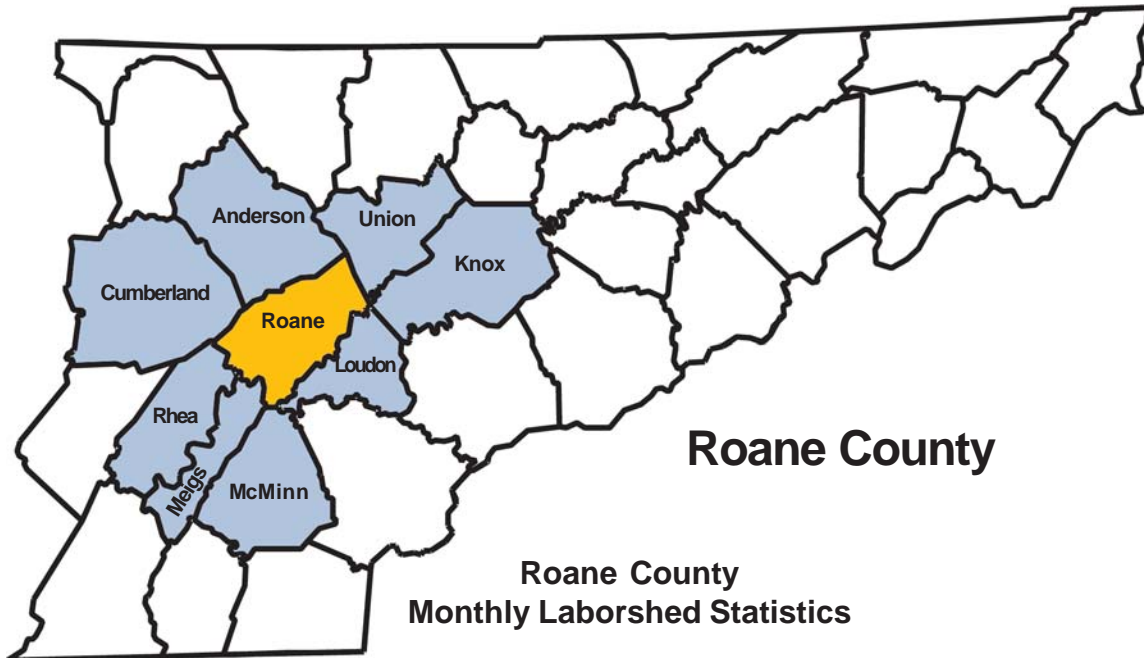 Anderson
Union
Knox
Cumberland
Roane
Loudon
Rhea
Meigs
McMinn
Roane County
Roane County
Monthly Laborshed Statistics